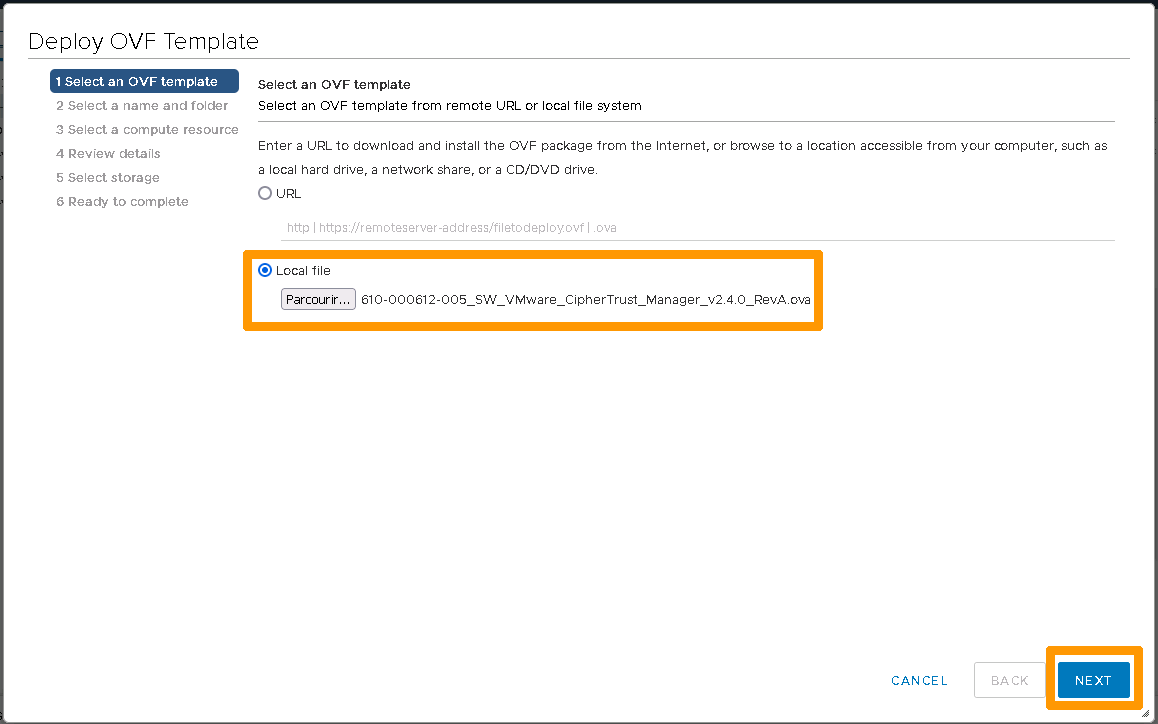 Deploy OVF Template
1 Select an OVF template
2 Select a name and folder
3 Select a compute resource
4 Review details
5 Select storage
6 Ready to complete
Select an OVF template
Select an OVF template from remote URL or local file system
Enter a URL to download and install the OVF package from the Internet, or browse to a location accessible from your computer, such as
a local hard drive, a network share, or a CD/DVD drive.
URL
http | https://remoteserver-address/filetodeploy.ovf | .ova
Local file
Parcourir... 610-000612-005_SW_VMware_CipherTrust_Manager_v2.4.0_RevA.ova
CANCEL BACK NEXT